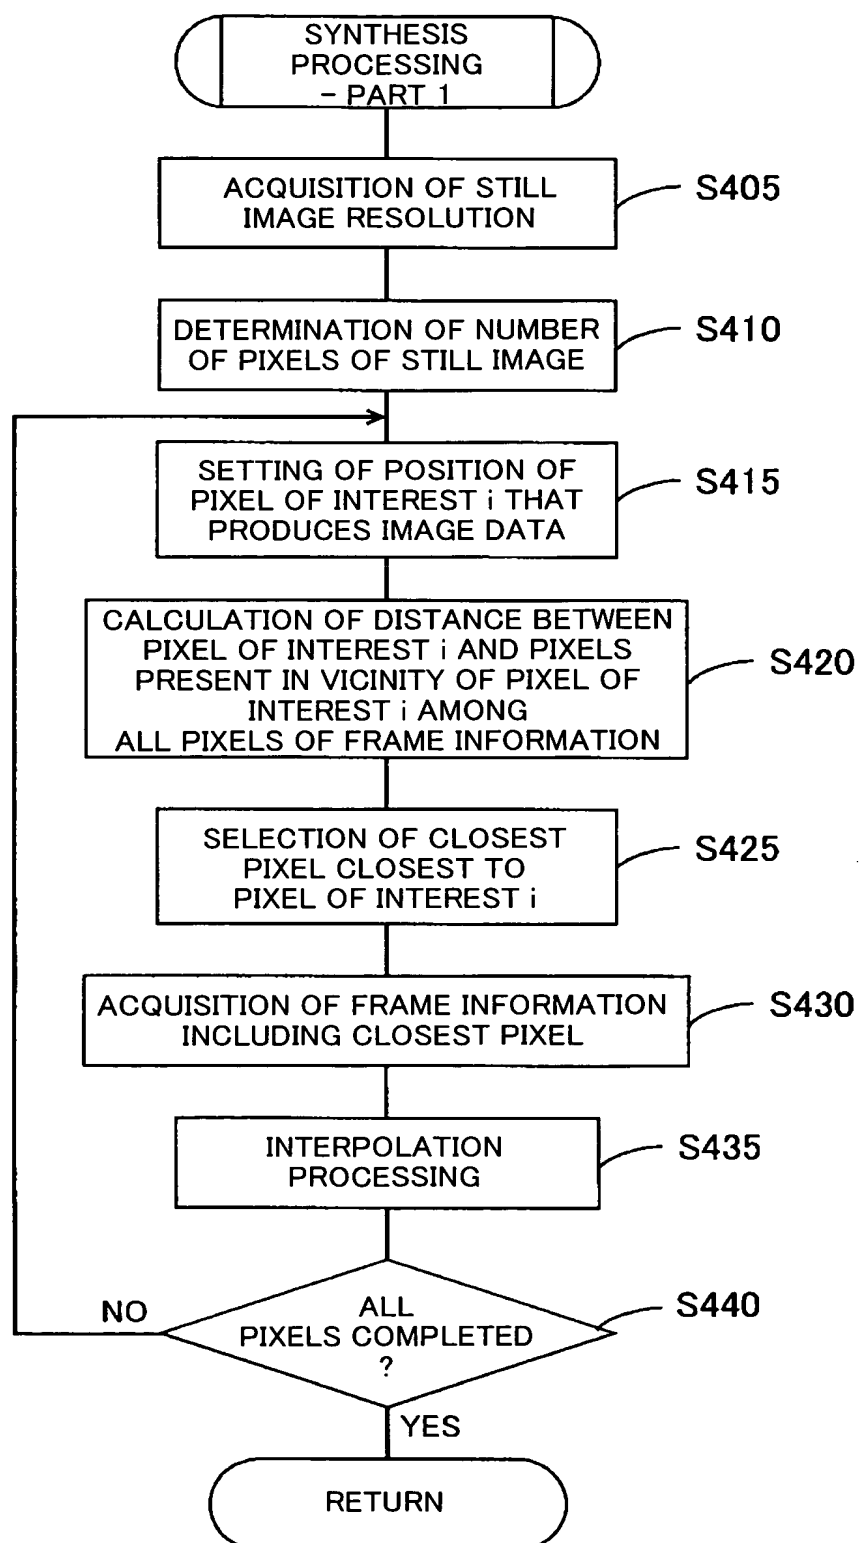 SYNTHESIS
PROCESSING
– PART 1
ACQUISITION OF STILL
IMAGE RESOLUTION
S405
DETERMINATION OF NUMBER
OF PIXELS OF STILL IMAGE
S410
SETTING OF POSITION OF
PIXEL OF INTEREST i THAT
PRODUCES IMAGE DATA
S415
CALCULATION OF DISTANCE BETWEEN
PIXEL OF INTEREST i AND PIXELS
PRESENT IN VICINITY OF PIXEL OF
INTEREST i AMONG
ALL PIXELS OF FRAME INFORMATION
S420
SELECTION OF CLOSEST
PIXEL CLOSEST TO
PIXEL OF INTEREST i
S425
ACQUISITION OF FRAME INFORMATION
INCLUDING CLOSEST PIXEL
S430
INTERPOLATION
PROCESSING
S435
ALL
PIXELS COMPLETED
?
S440
NO
YES
RETURN